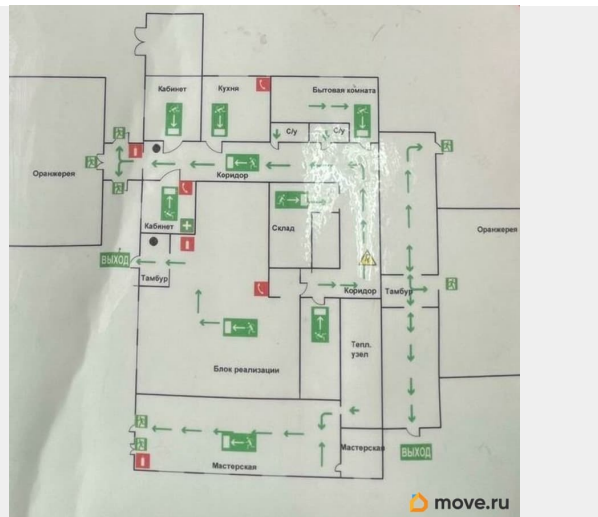 Кабинет
Кухня
Бытовая комната
С/у
С/у
Оранжерея
Коридор
Кабинет
Склад
Оранжерея
ВЫХОД
Тамбур
Коридор
Тамбур
Тепл.
узел
Блок реализации
Мастерская
Мастерская
ВЫХОД
move.ru